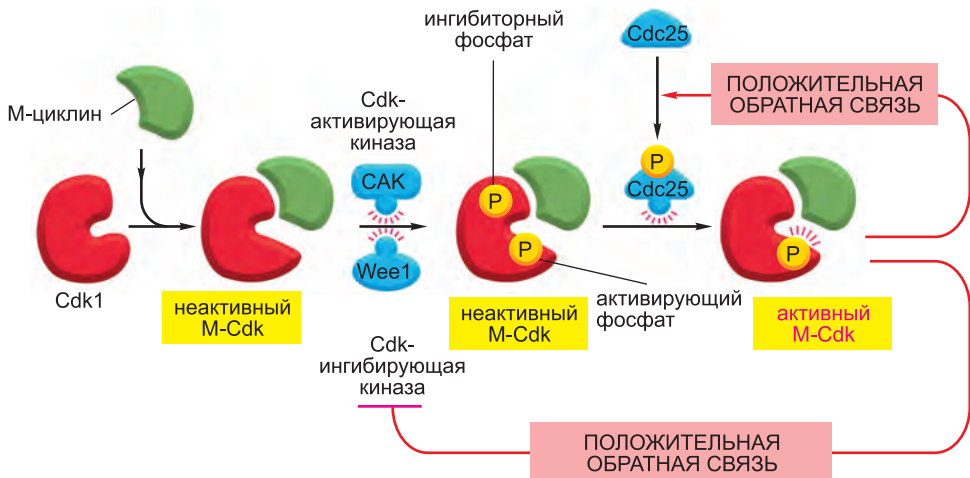 ингибиторный
фосфат
Cdc25
ПОЛОЖИТЕЛЬНАЯ
ОБРАТНАЯ СВЯЗЬ
М-циклин
Cdk-
активирующая
киназа
CAK
P
Cdc25
P
P
P
Wee1
Cdk1
неактивный
M-Cdk
неактивный
M-Cdk
активирующий
фосфат
активный
M-Cdk
Cdk-
ингибирующая
киназа
ПОЛОЖИТЕЛЬНАЯ
ОБРАТНАЯ СВЯЗЬ